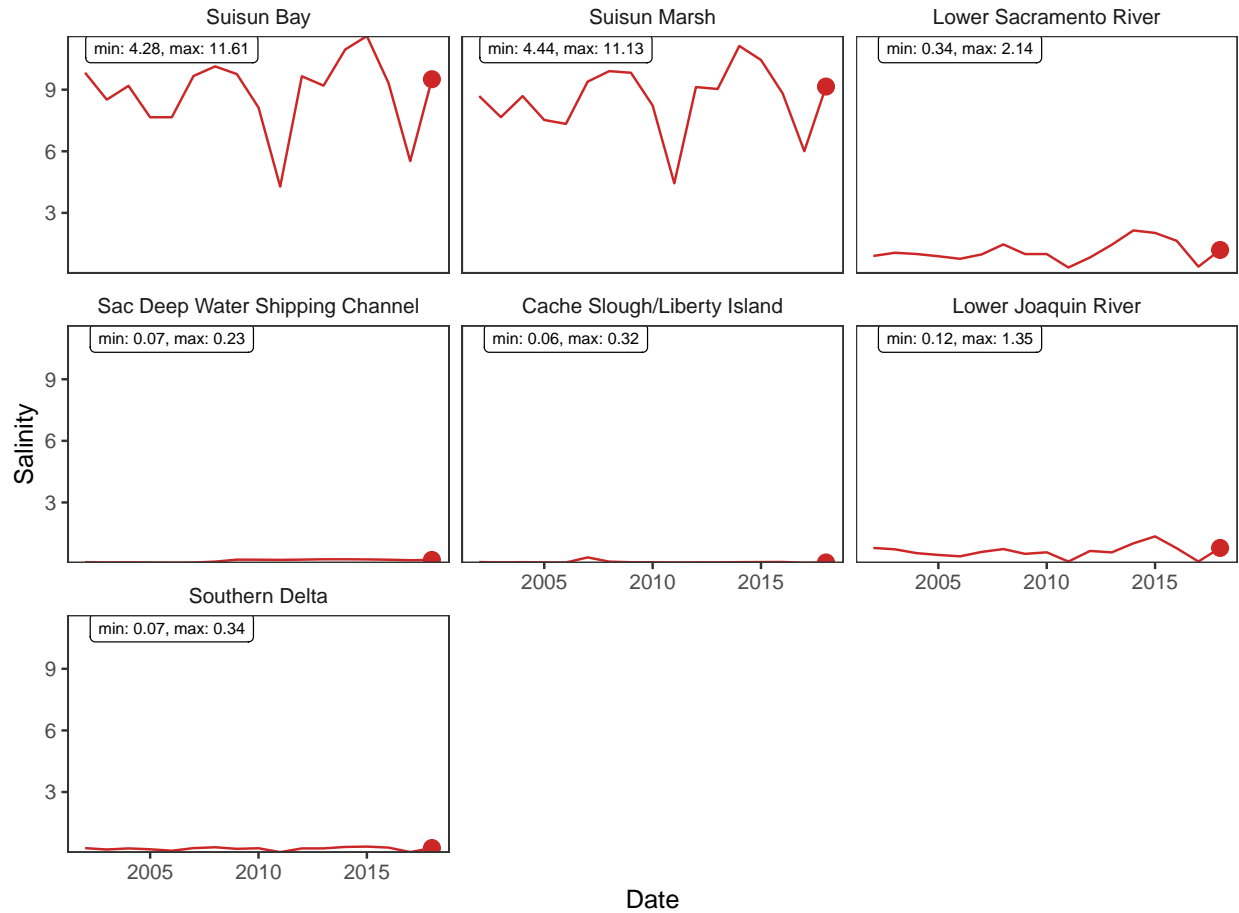 Suisun Bay
Suisun Marsh
Lower Sacramento River
min: 4.28, max: 11.61
min: 4.44, max: 11.13
min: 0.34, max: 2.14
9
6
3
Sac Deep Water Shipping Channel
Cache Slough/Liberty Island
Lower Joaquin River
min: 0.07, max: 0.23
min: 0.06, max: 0.32
min: 0.12, max: 1.35
9
6
3
Salinity
2005
2010
2015
2005
2010
2015
Southern Delta
min: 0.07, max: 0.34
9
6
3
2005
2010
2015
Date